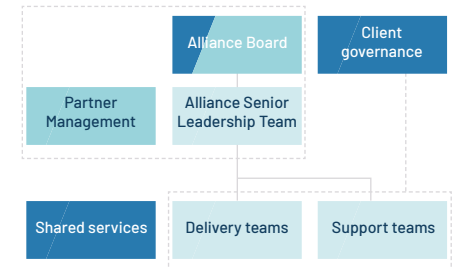 Alliance Board
Client
governance
Partner
Management
Alliance Senior
Leadership Team
Shared services
Delivery teams
Support teams